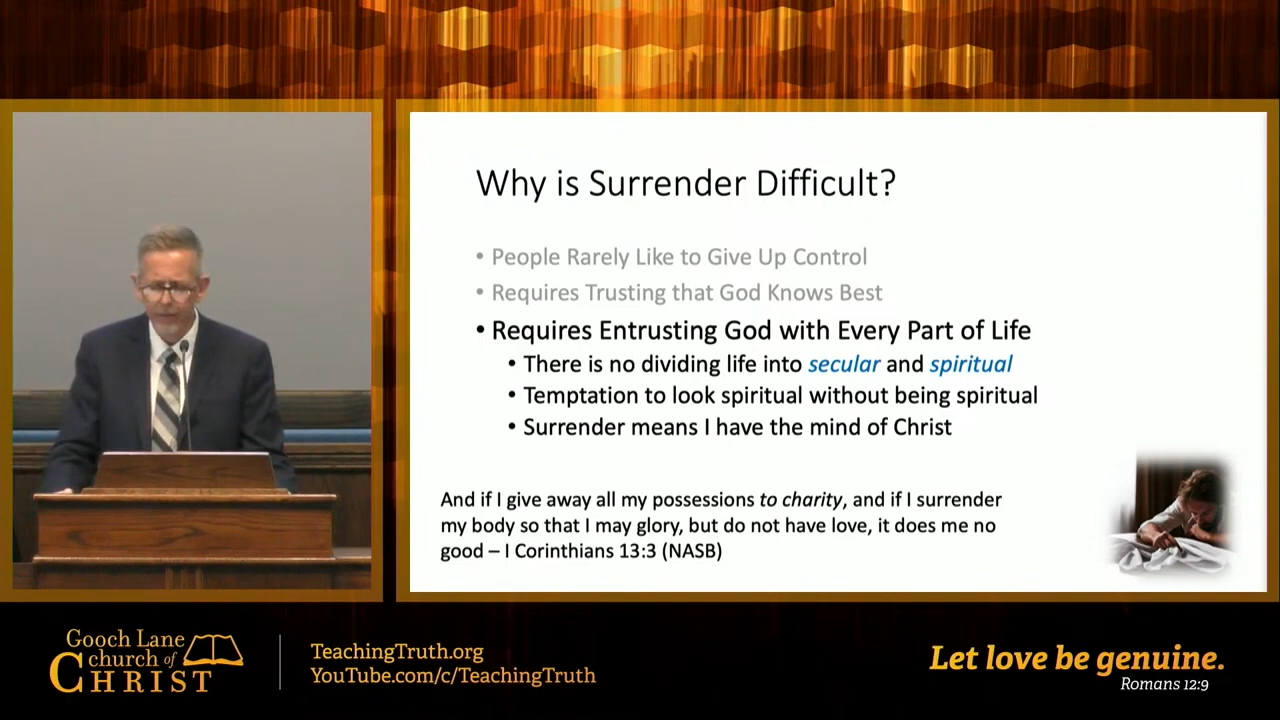 Why is Surrender Difficult?
• People Rarely Like to Give Up Control
• Requires Trusting that God Knows Best
• Requires Entrusting God with Every Part of Life
• There is no dividing life into secular and spiritual
• Temptation to look spiritual without being spiritual
• Surrender means I have the mind of Christ
And if I give away all my possessions to charity, and if I surrender
my body so that I may glory, but do not have love, it does me no
good – I Corinthians 13:3 (NASB)
Gooch Lane
church of
CHRIST
TeachingTruth.org
YouTube.com/c/TeachingTruth
Let love be genuine.
Romans 12:9